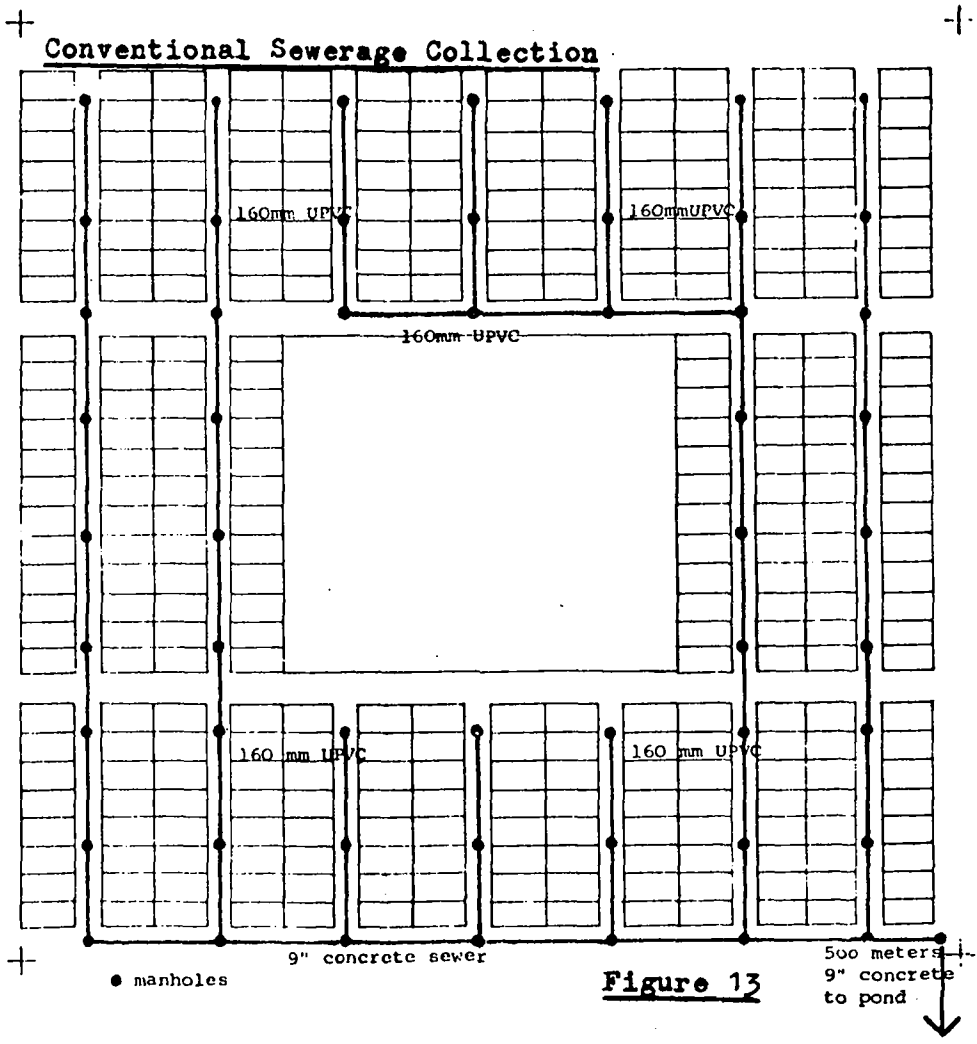 Conventional Sewerage Collection
160mm UPVC
160mmUPVC
160mm UPVC
160 mm UPVC
160 mm UPVC
9" concrete sewer
manholes
Figure 13
500 meters
9" concrete
to pond